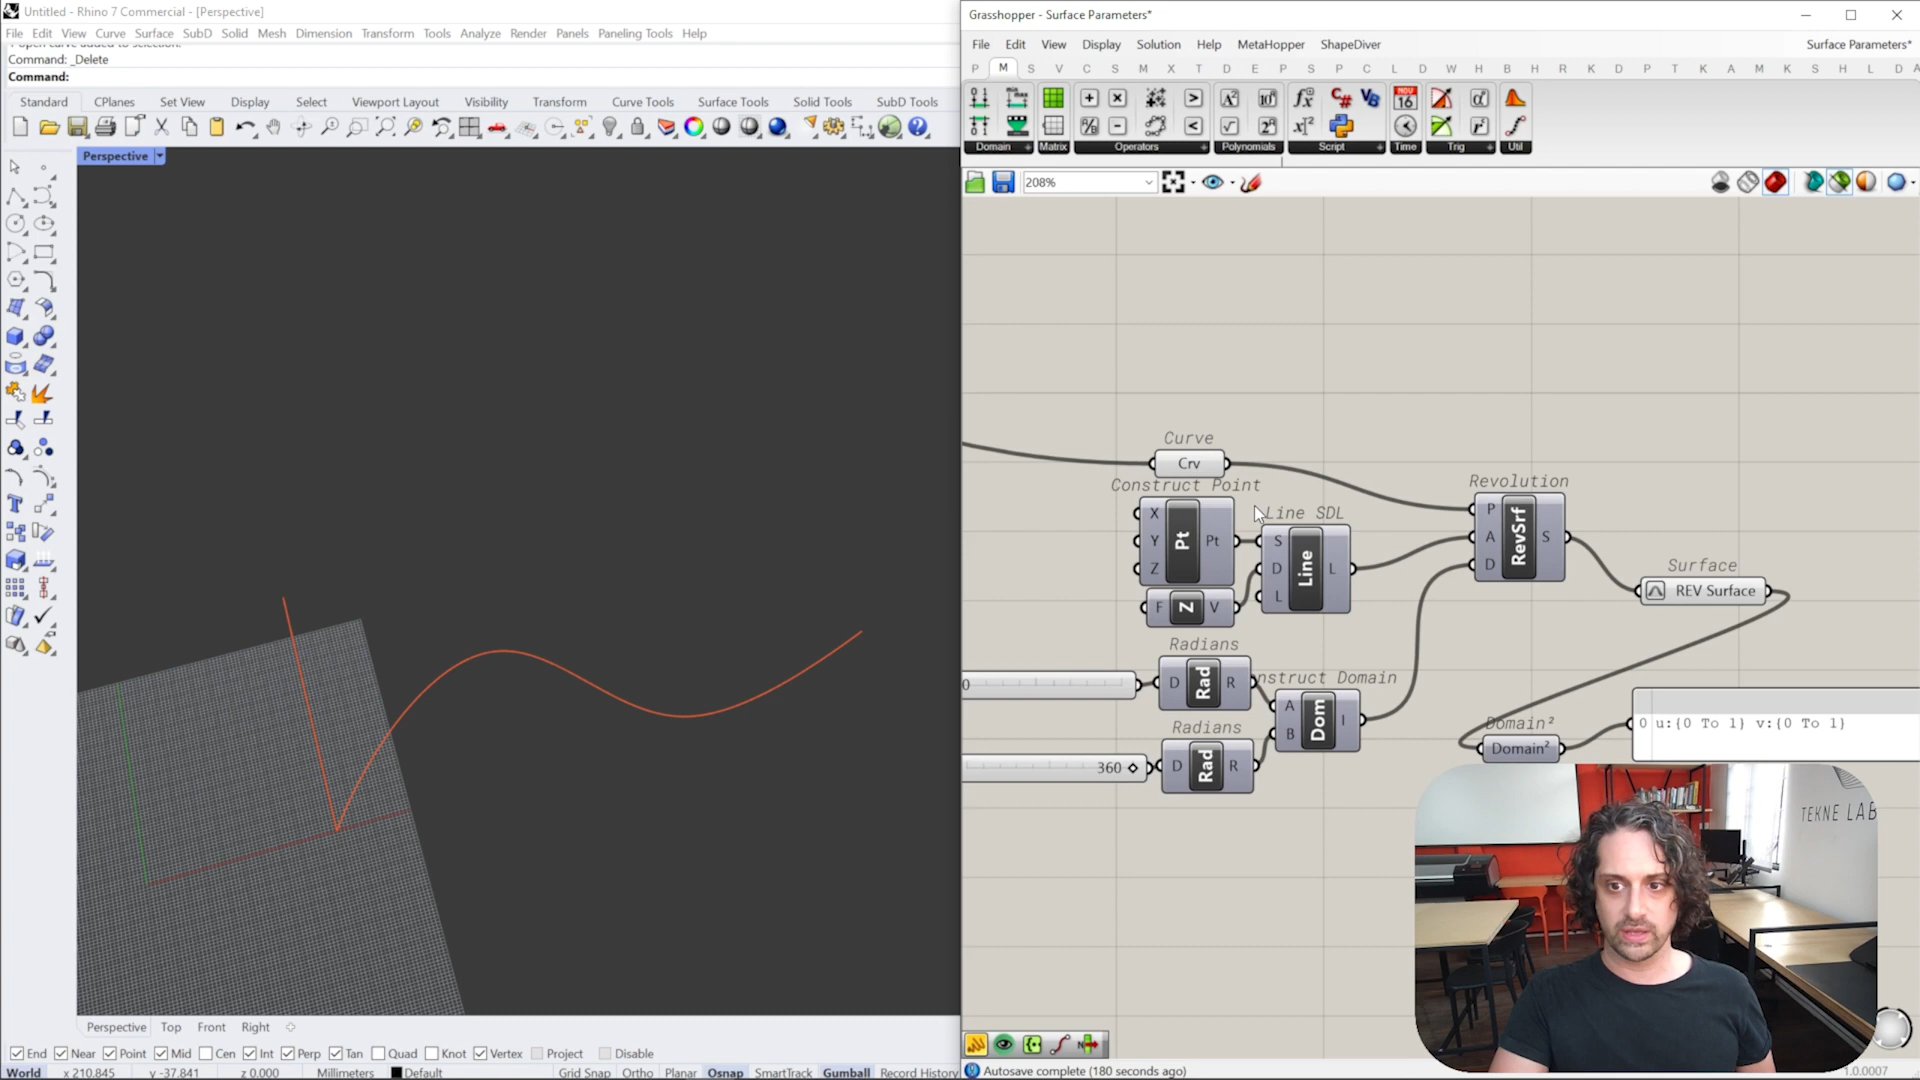 Untitled - Rhino 7 Commercial - [Perspective]
File Edit View Curve Surface SubD Solid Mesh Dimension Transform Tools Analyze Render Panels Paneling Tools Help
Command: _Delete
Command:
Standard CPlanes Set View Display Select Viewport Layout Visibility Transform Curve Tools Surface Tools Solid Tools SubD Tools
Perspective
Perspective Top Front Right
End Near Point Mid Cen Int Perp Tan Quad Knot Vertex Project Disable
World x 210.845 y -37.841 z 0.000 Millimeters Default Grid Snap Ortho Planar Osnap SmartTrack Gumball Record History
Grasshopper - Surface Parameters*
File Edit View Display Solution Help MetaHopper ShapeDiver Surface Parameters*
P M S V C S M X T D E P S P C L D W H B H R K D P T K A M K S H L D A
Domain Matrix Operators Polynomials Script Time Trig Util
208%
Curve
Crv
Construct Point
X Y Z Pt Pt
Line SDL
S D L Line L
F Z V
Revolution
P A D RevSrf S
Surface
REV Surface
Radians
0
D Rad R
nstruct Domain
A B Dom I
Radians
360
D Rad R
Domain²
Domain²
0 u:{0 To 1} v:{0 To 1}
TEKNE LAB
Autosave complete (180 seconds ago)
1.0.0007